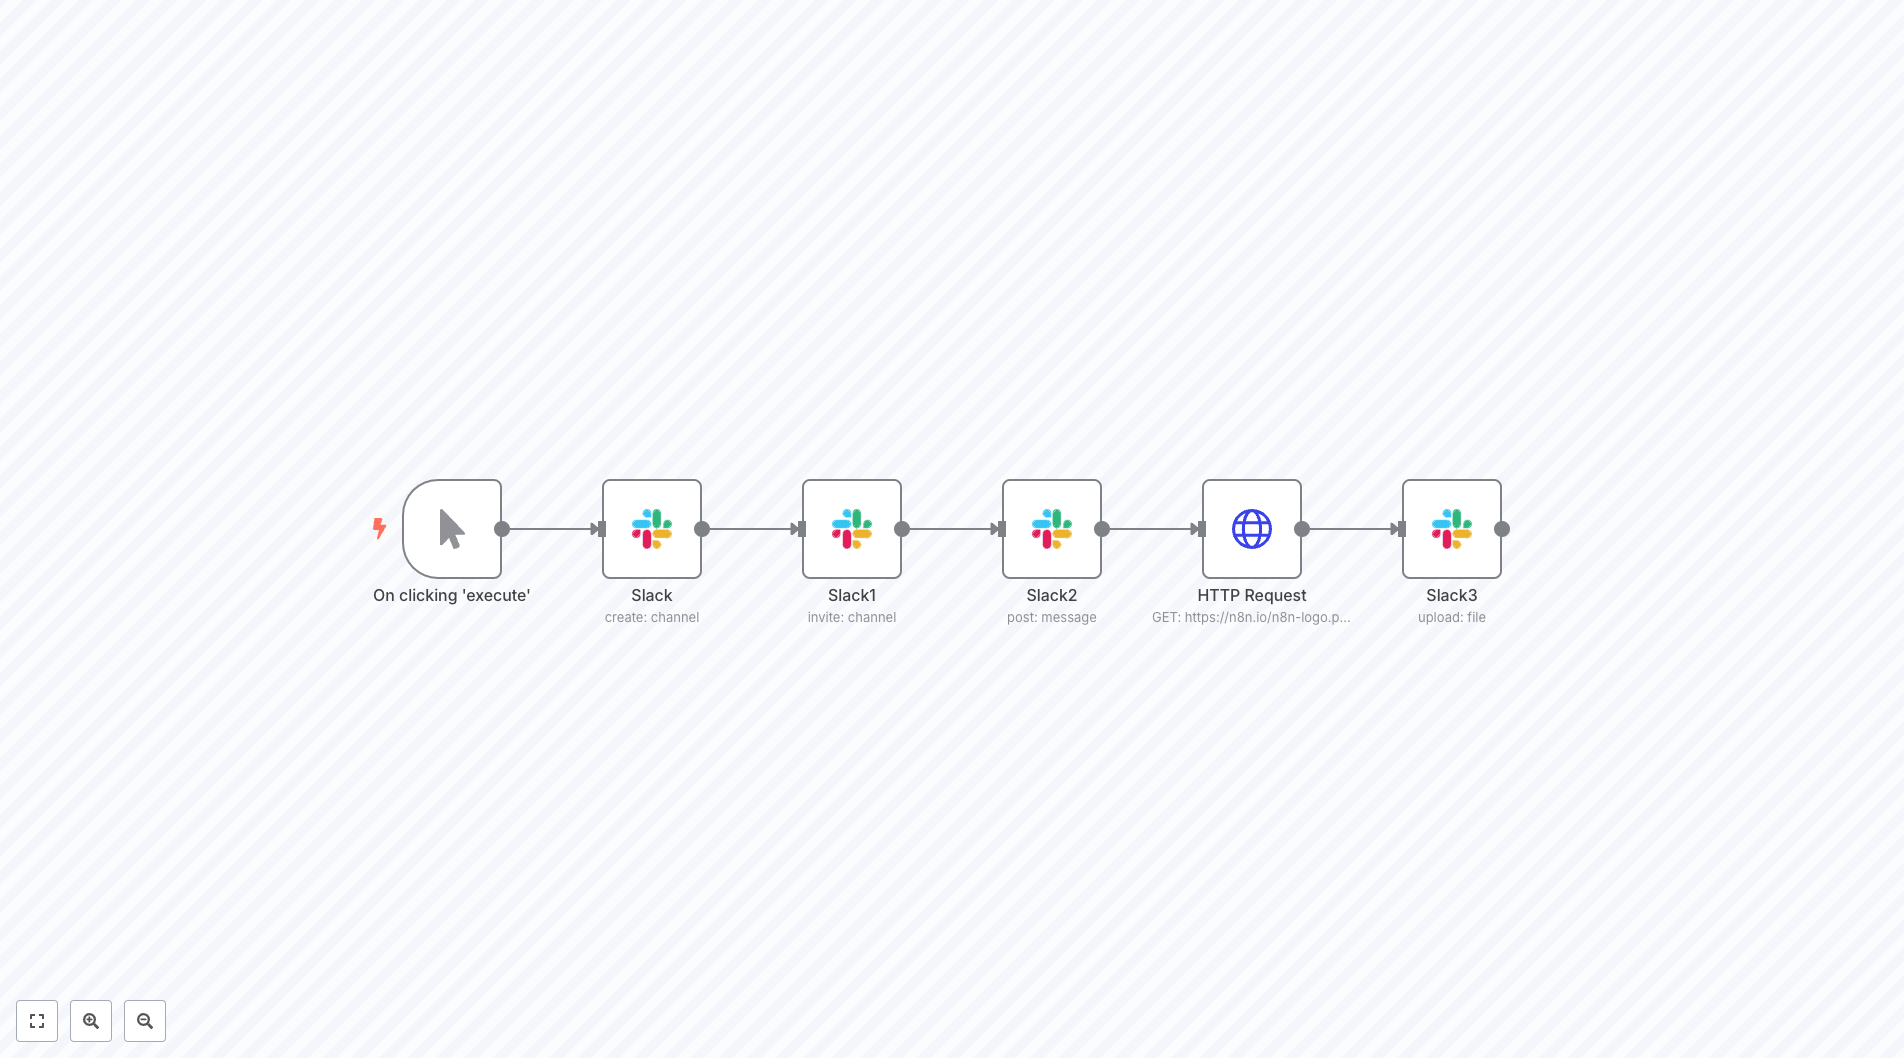 On clicking 'execute'
Slack
create: channel
Slack1
invite: channel
Slack2
post: message
HTTP Request
GET: https://n8n.io/n8n-logo.p...
Slack3
upload: file